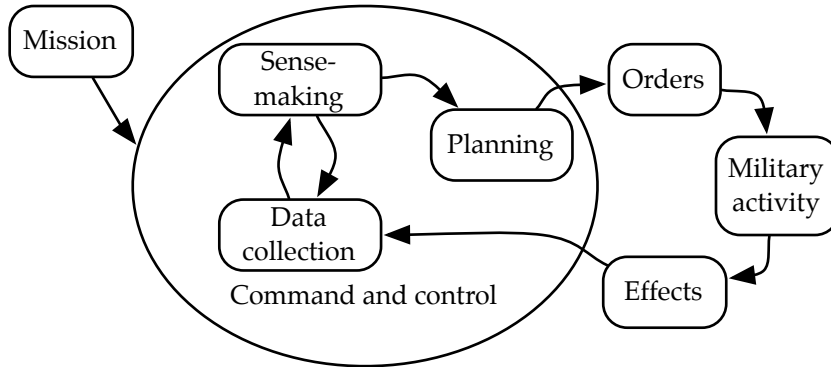 Mission
Sense-
making
Planning
Orders
Military
activity
Data
collection
Effects
Command and control